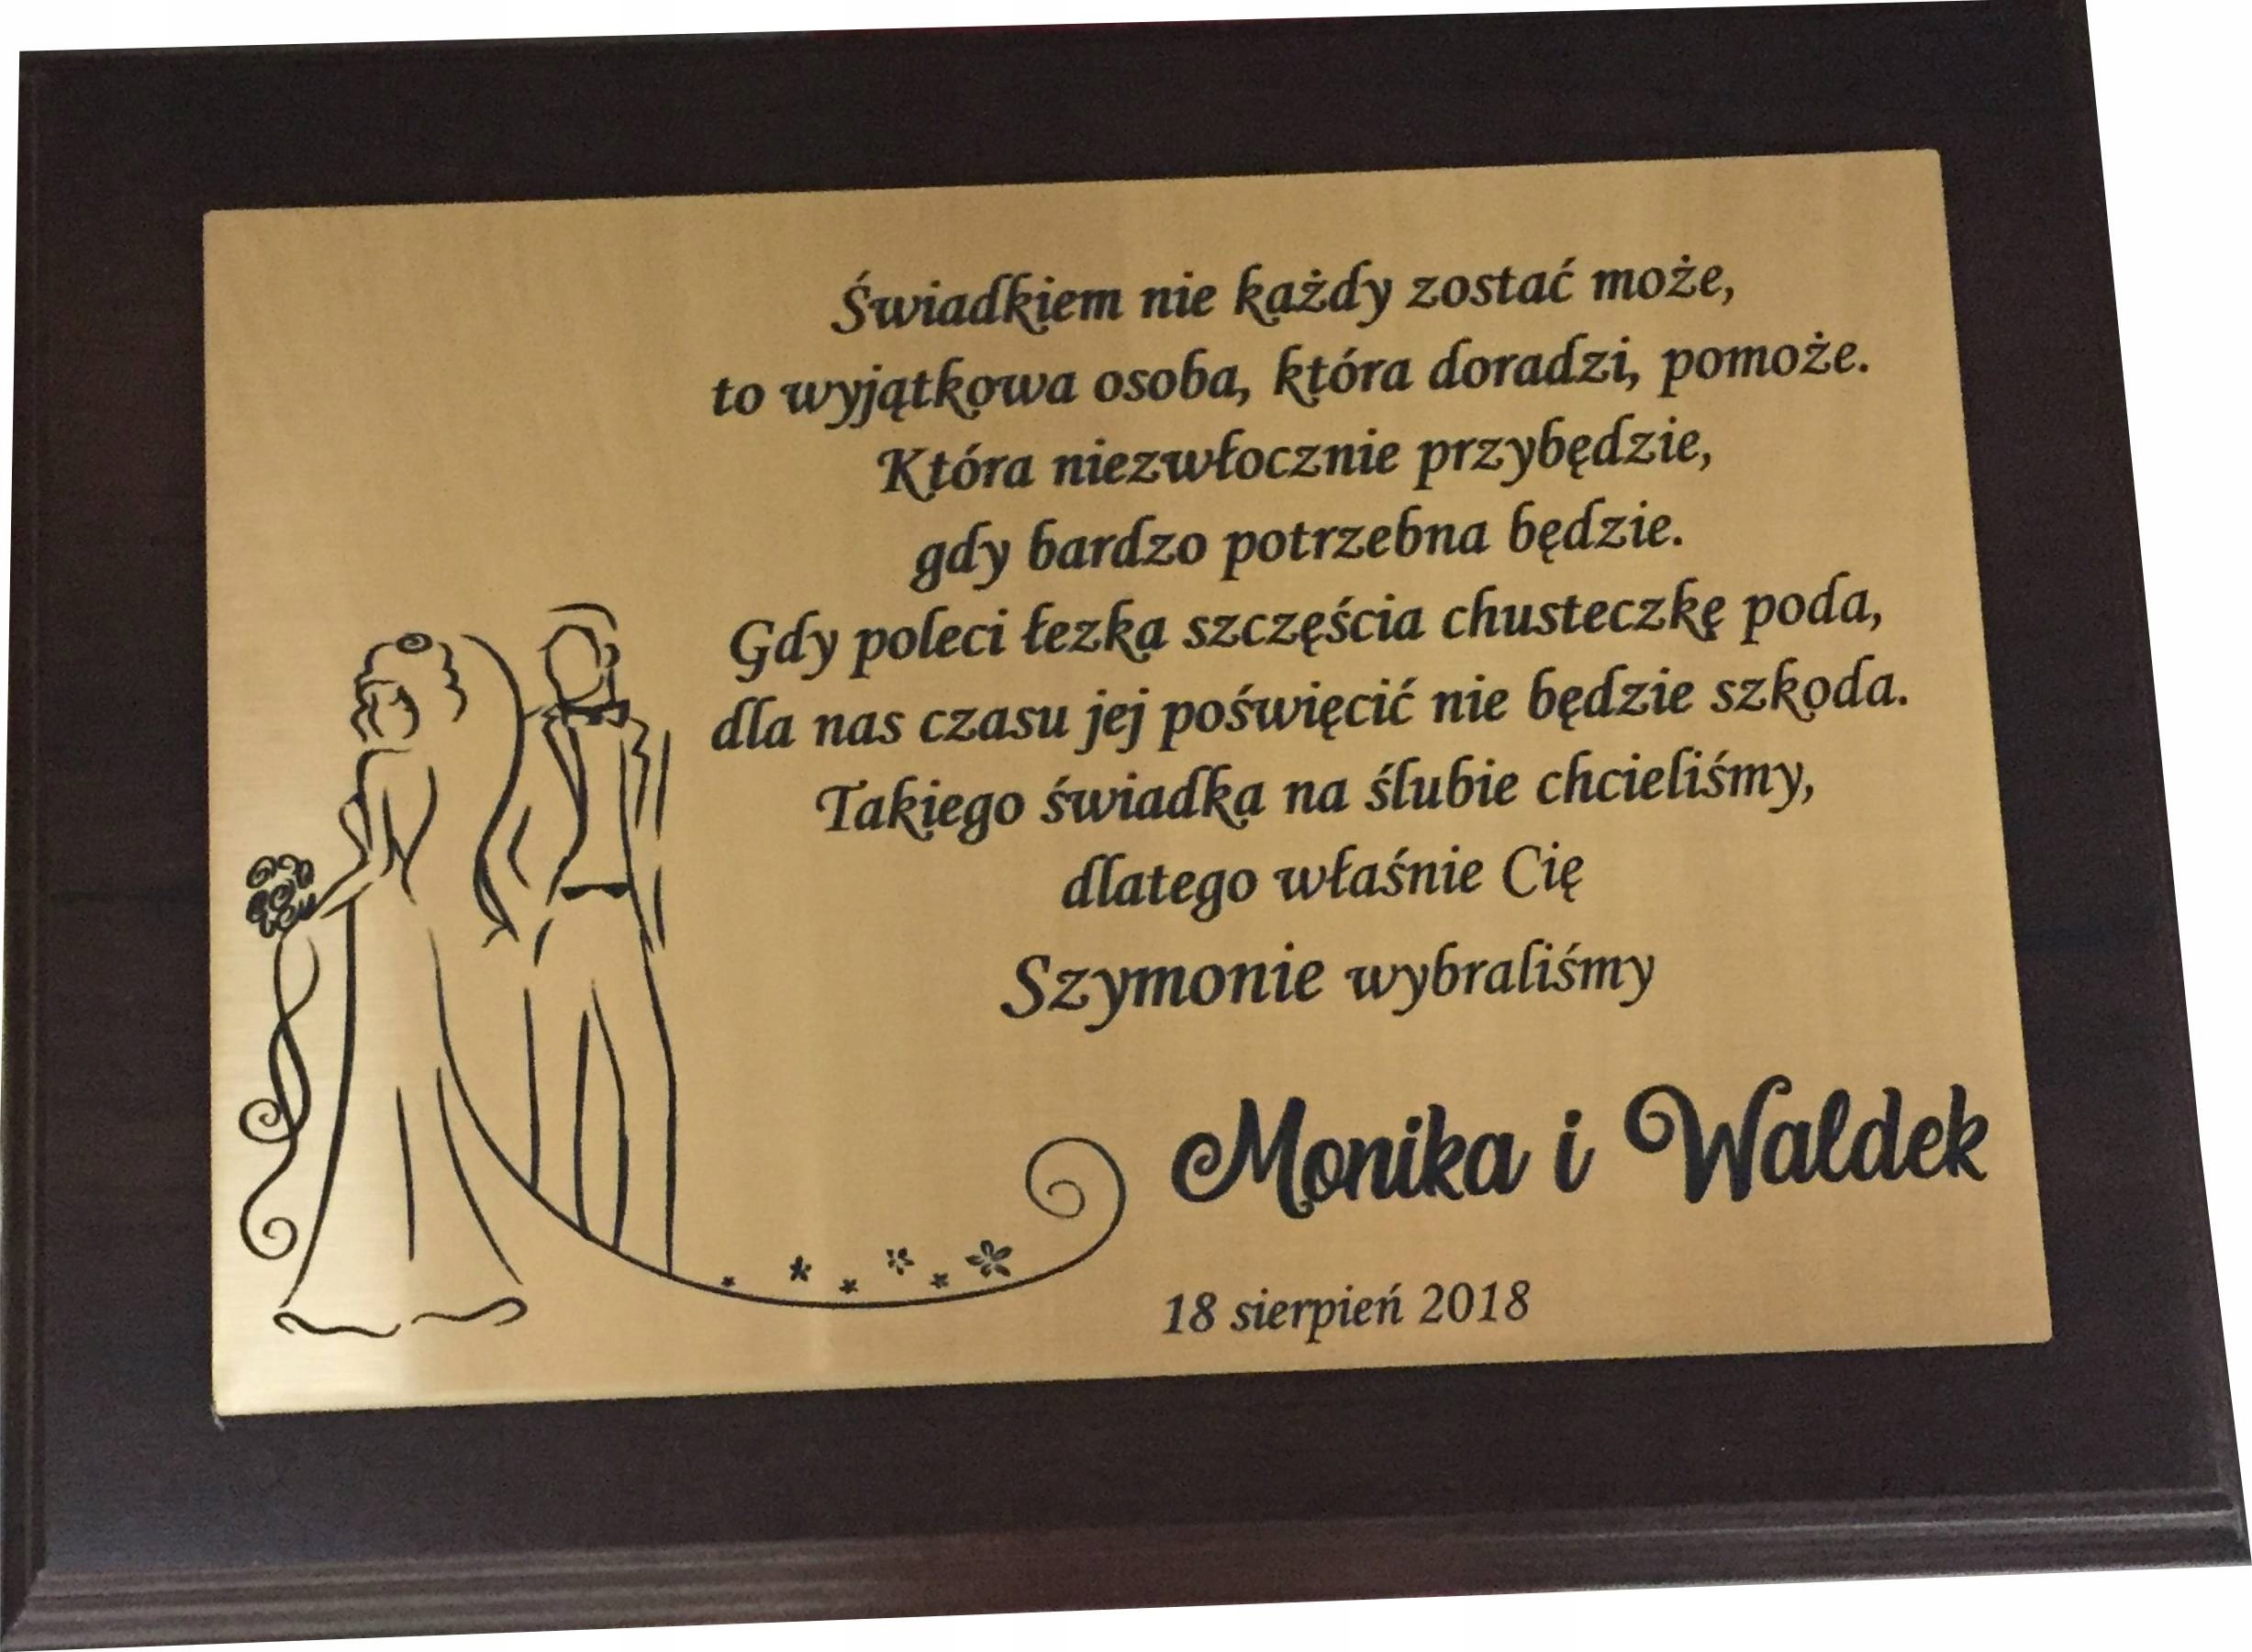 Świadkiem nie każdy zostać może,
to wyjątkowa osoba, która doradzi, pomoże.
Która niezwłocznie przybędzie,
gdy bardzo potrzebna będzie.
Gdy poleci łezka szczęścia chusteczkę poda,
dla nas czasu jej poświęcić nie będzie szkoda.
Takiego świadka na ślubie chcieliśmy,
dlatego właśnie Cię
Szymonie wybraliśmy
Monika i Waldek
18 sierpień 2018